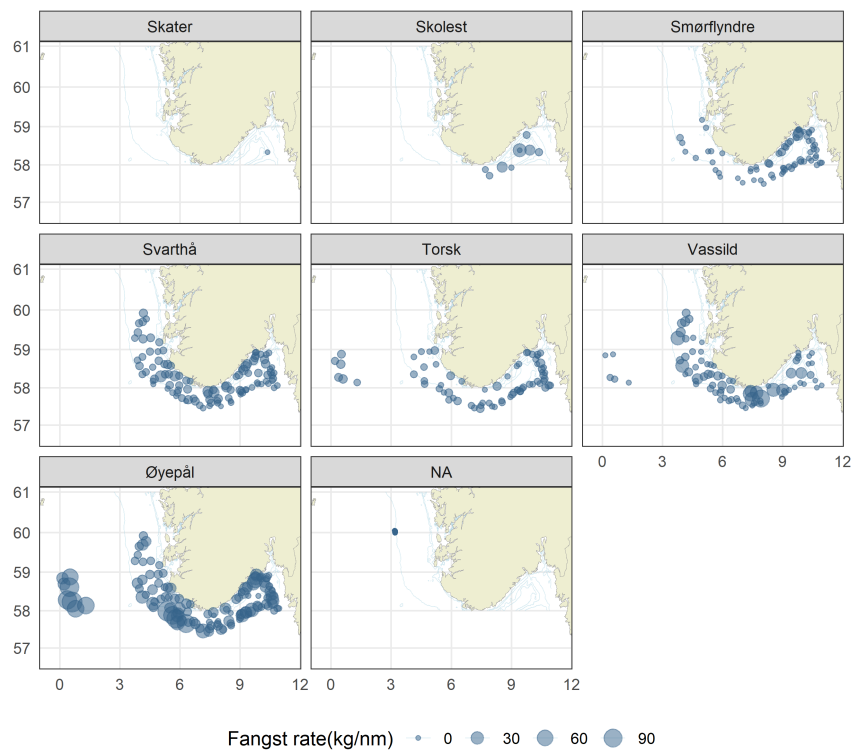 Skater Skolest Smørflyndre
61
60
59
58
57
Svarthå Torsk Vassild
61
60
59
58
57
0 3 6 9 12
Øyepål NA
61
60
59
58
57
0 3 6 9 12 0 3 6 9 12
Fangst rate(kg/nm) 0 30 60 90